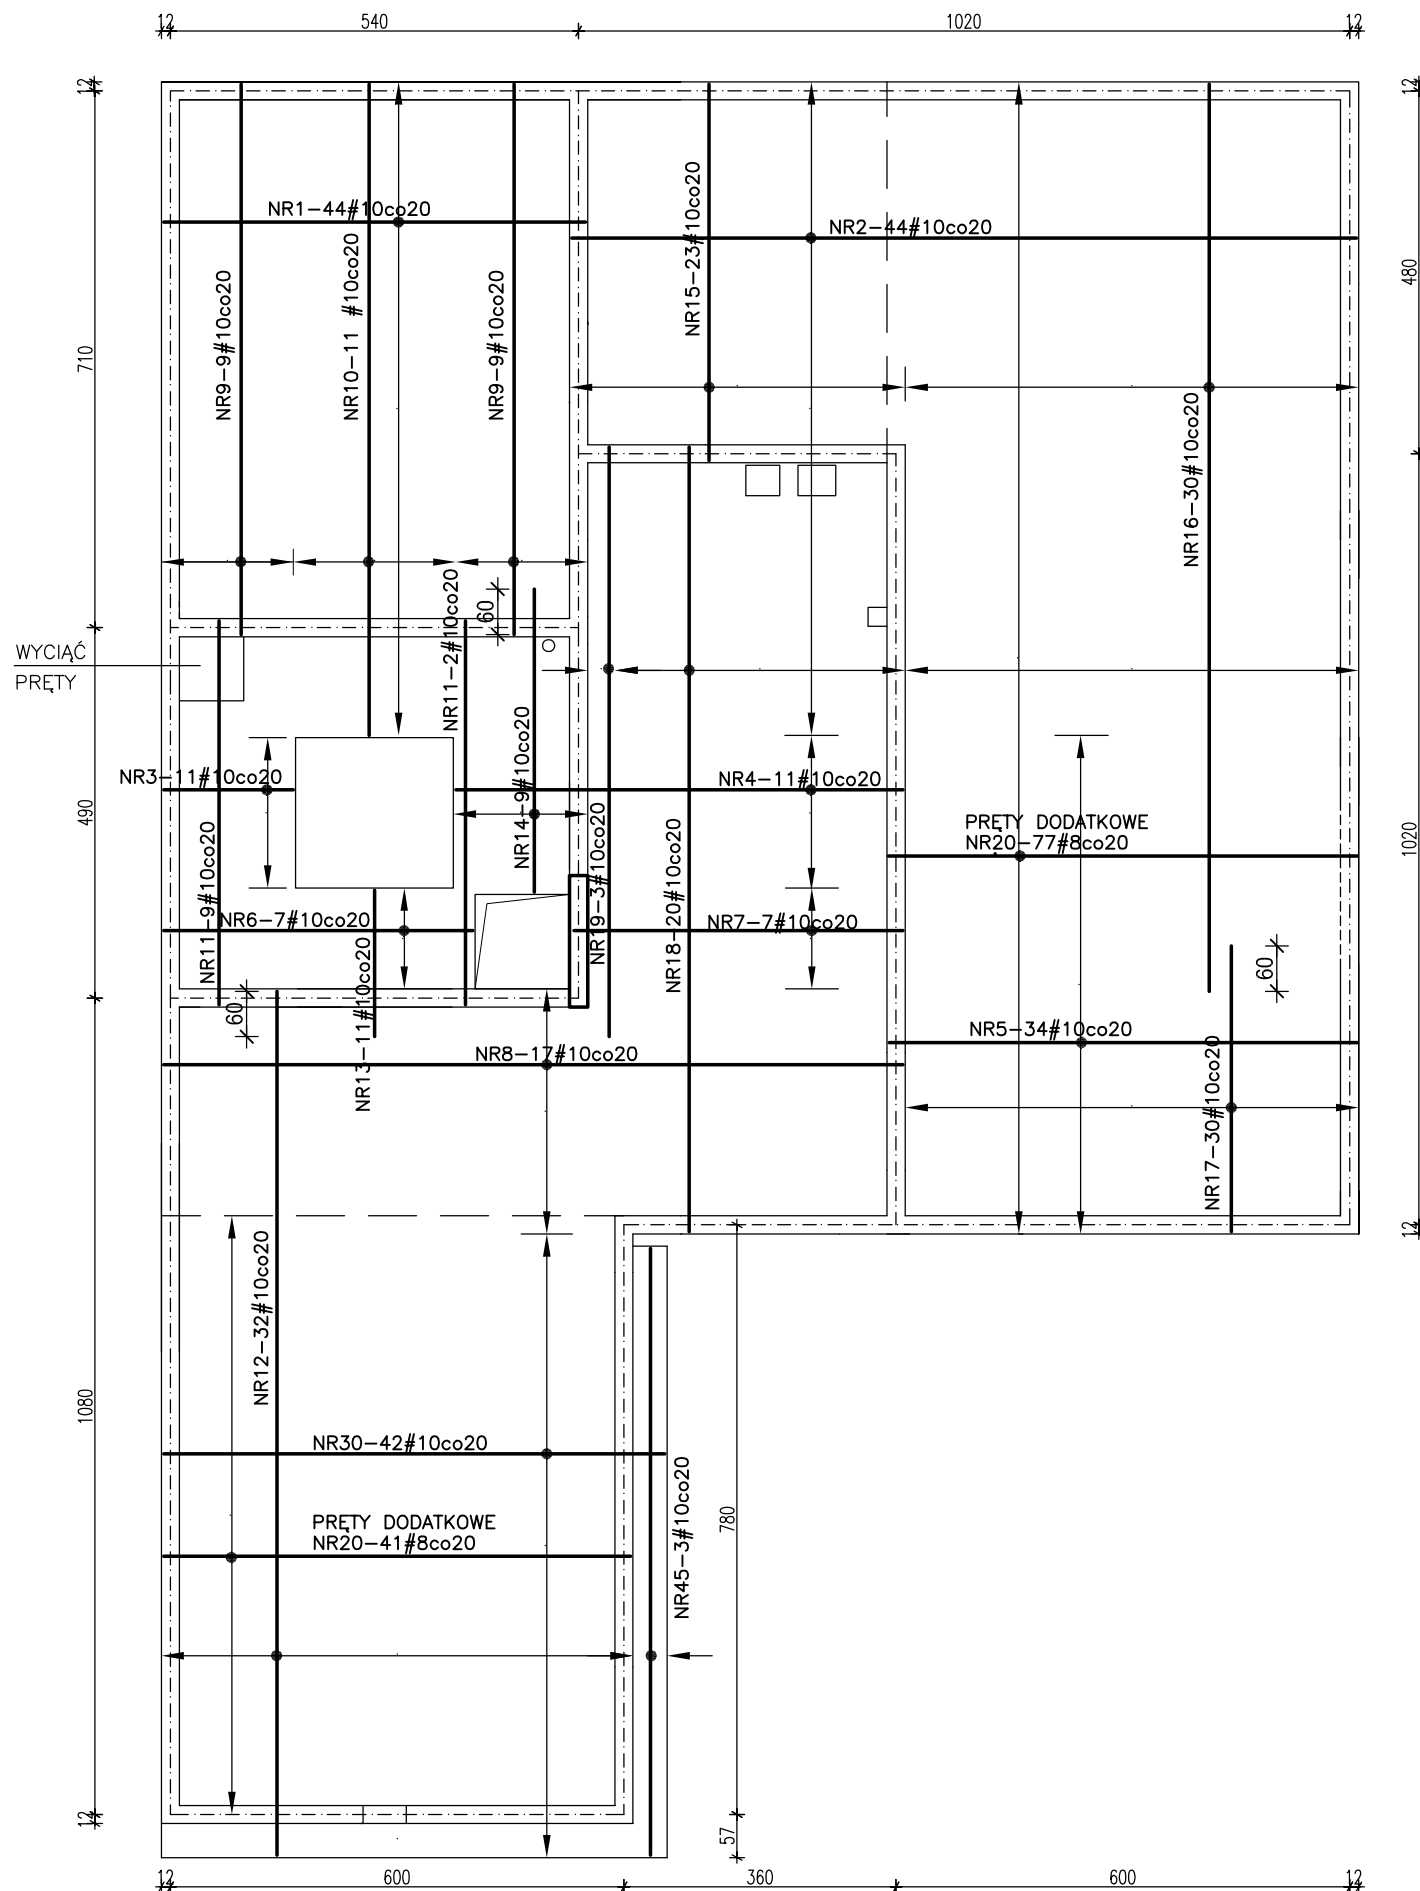 12
540
1020
12
12
12
NR1-44#10co20
NR2-44#10co20
NR15-23#10co20
NR9-9#10co20
NR10-11 #10co20
NR9-9#10co20
480
710
NR16-30#10co20
60
NR11-2#10co20
WYCIĄĆ
PRĘTY
NR14-9#10co20
NR3-11#10co20
NR4-11#10co20
490
NR19-3#10co20
NR18-20#10co20
PRĘTY DODATKOWE
NR20-77#8co20
1020
NR11-9#10co20
NR6-7#10co20
NR7-7#10co20
60
60
NR13-11#10co20
NR8-17#10co20
NR5-34#10co20
NR17-30#10co20
12
NR12-32#10co20
1080
NR30-42#10co20
NR45-3#10co20
780
PRĘTY DODATKOWE
NR20-41#8co20
12
57
12
600
360
600
12